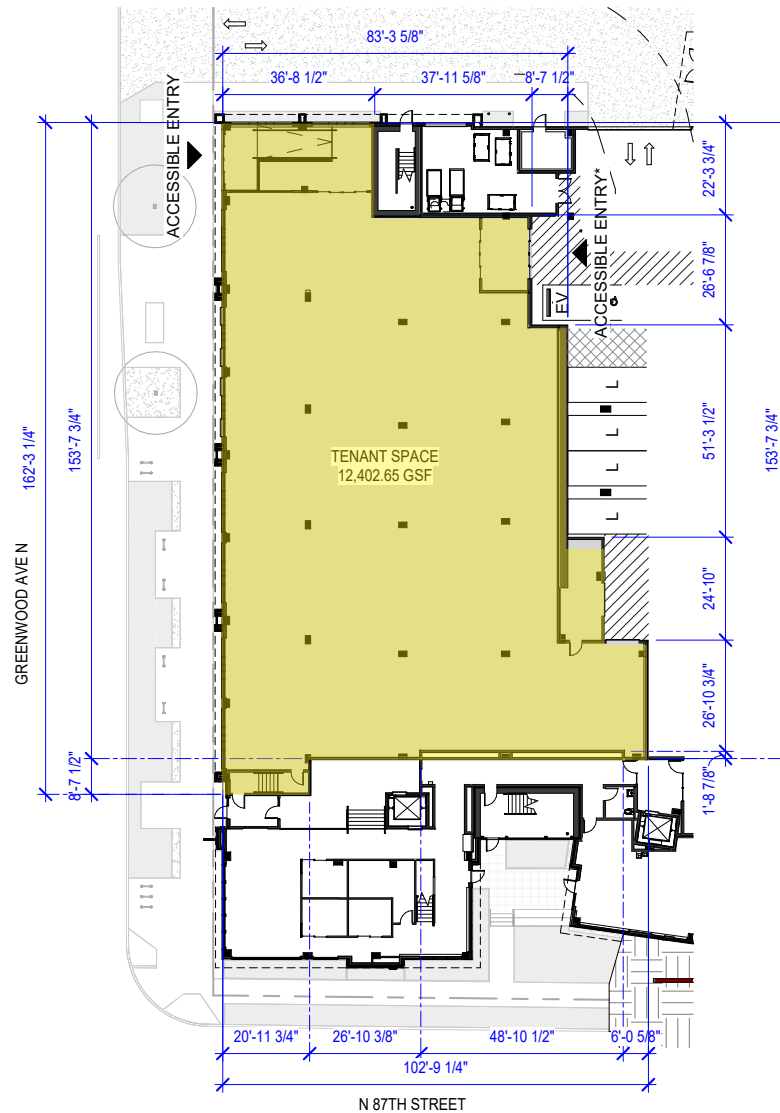 83'-3 5/8"
36'-8 1/2"
37'-11 5/8"
8'-7 1/2"
ACCESSIBLE ENTRY
ACCESSIBLE ENTRY*
EV
22'-3 3/4"
26'-6 7/8"
51'-3 1/2"
153'-7 3/4"
24'-10"
26'-10 3/4"
1'-8 7/8"
162'-3 1/4"
153'-7 3/4"
8'-7 1/2"
GREENWOOD AVE N
TENANT SPACE
12,402.65 GSF
20'-11 3/4"
26'-10 3/8"
48'-10 1/2"
6'-0 5/8"
102'-9 1/4"
N 87TH STREET